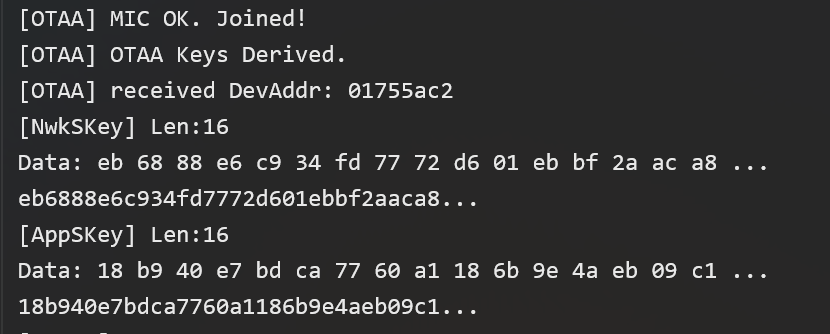 [OTAA] MIC OK. Joined!
[OTAA] OTAA Keys Derived.
[OTAA] received DevAddr: 01755ac2
[NwkSKey] Len:16
Data: eb 68 88 e6 c9 34 fd 77 72 d6 01 eb bf 2a ac a8 ...
eb6888e6c934fd7772d601ebbf2aaca8...
[AppSKey] Len:16
Data: 18 b9 40 e7 bd ca 77 60 a1 18 6b 9e 4a eb 09 c1 ...
18b940e7bdca7760a1186b9e4aeb09c1...